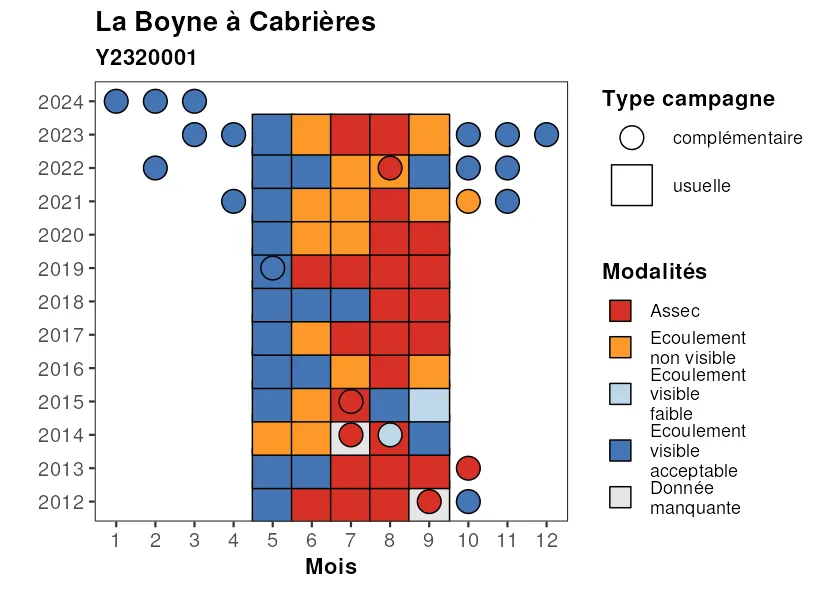 La Boyne à Cabrières
Y2320001
2024
2023
2022
2021
2020
2019
2018
2017
2016
2015
2014
2013
2012
1 2 3 4 5 6 7 8 9 10 11 12
Mois
Type campagne
complémentaire
usuelle
Modalités
Assec
Ecoulement
non visible
Ecoulement
visible
faible
Ecoulement
visible
acceptable
Donnée
manquante